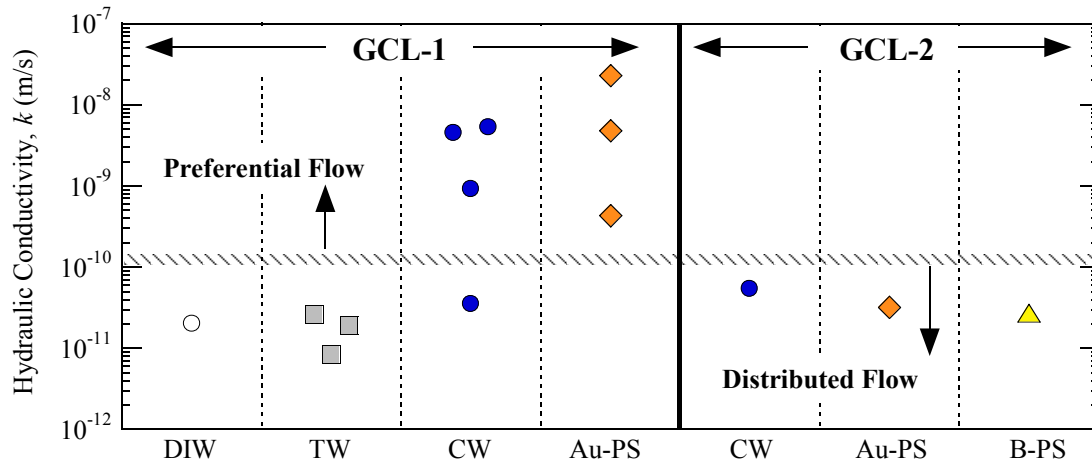 Hydraulic Conductivity, k (m/s)
10⁻⁷
10⁻⁸
10⁻⁹
10⁻¹⁰
10⁻¹¹
10⁻¹²
GCL-1
GCL-2
Preferential Flow
Distributed Flow
DIW TW CW Au-PS CW Au-PS B-PS